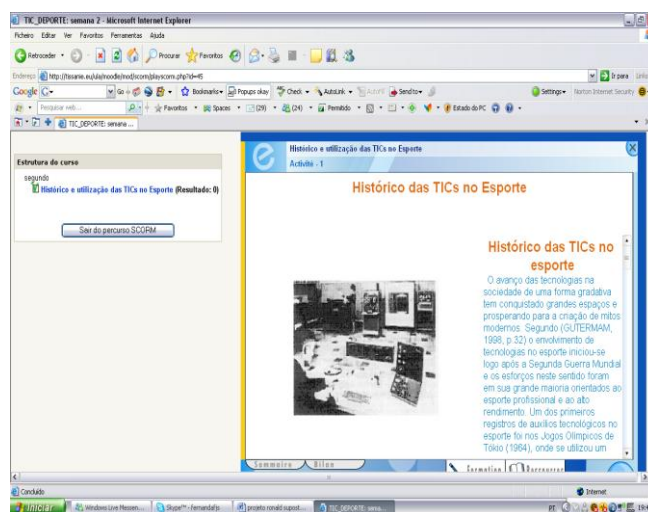 TIC_DEPORTE: semana 2 - Microsoft Internet Explorer
Ficheiro Editar Ver Favoritos Ferramentas Ajuda
Retroceder Procurar Favoritos
Endereço http://tissane.eu/ula/moodle/mod/scorm/playscorm.php?id=45 Ir para
Google Go Bookmarks Popups okay Check AutoLink AutoFill Send to Settings Norton Internet Security
Pesquisar web... Favoritos Spaces (29) (24) Permitido Estado do PC
TIC_DEPORTE: semana ...
Estrutura do curso
segundo
Histórico e utilização das TICs no Esporte (Resultado: 0)
Sair do percurso SCORM
Histórico e utilização das TICs no Esporte
Activité - 1
Histórico das TICs no Esporte
Histórico das TICs no
esporte
O avanço das tecnologias na
sociedade de uma forma gradativa
tem conquistado grandes espaços e
prosperando para a criação de mitos
modernos. Segundo (GUTERMAM,
1998, p.32) o envolvimento de
tecnologias no esporte iniciou-se
logo após a Segunda Guerra Mundial
e os esforços neste sentido foram
em sua grande maioria orientados ao
esporte profissional e ao alto
rendimento. Um dos primeiros
registros de auxílios tecnológicos no
esporte foi nos Jogos Olímpicos de
Tókio (1964), onde se utilizou um
Sommaire Bilan
Concluído Internet
Iniciar Windows Live Messen... Skype™ - fernandafjs projeto ronald supost... TIC_DEPORTE: sema... PT